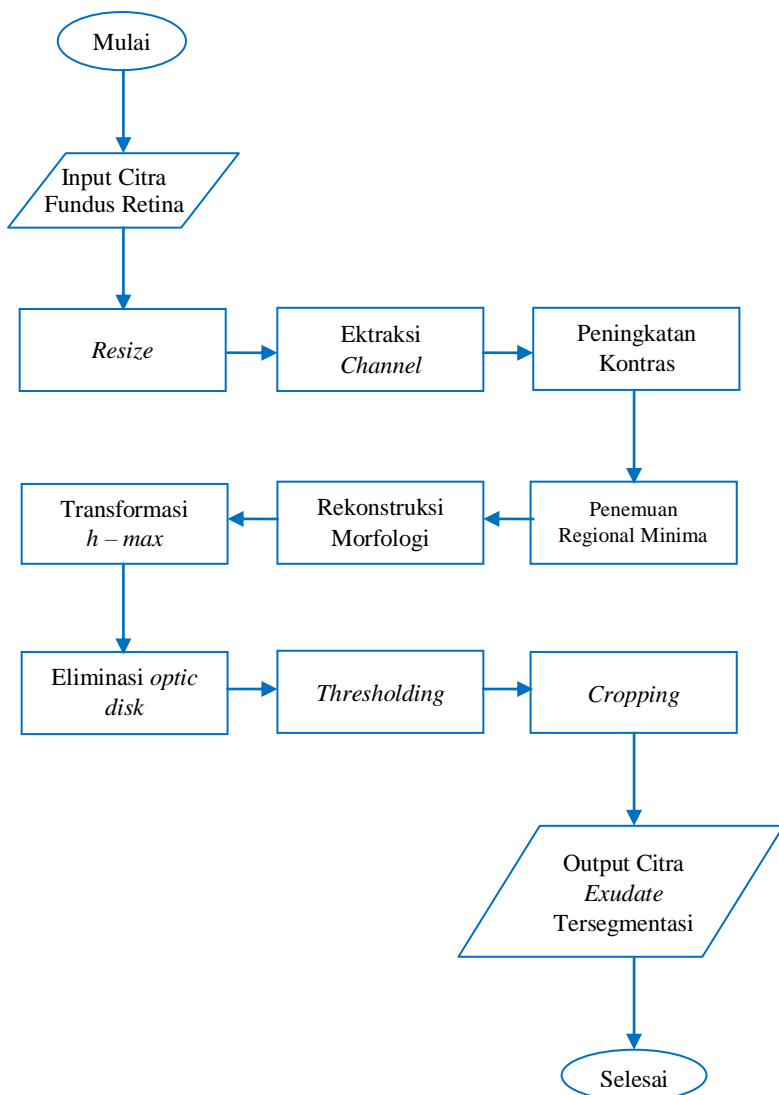 Mulai
Input Citra
Fundus Retina
Resize
Ektraksi
Channel
Peningkatan
Kontras
Penemuan
Regional Minima
Rekonstruksi
Morfologi
Transformasi
h – max
Eliminasi optic
disk
Thresholding
Cropping
Output Citra
Exudate
Tersegmentasi
Selesai